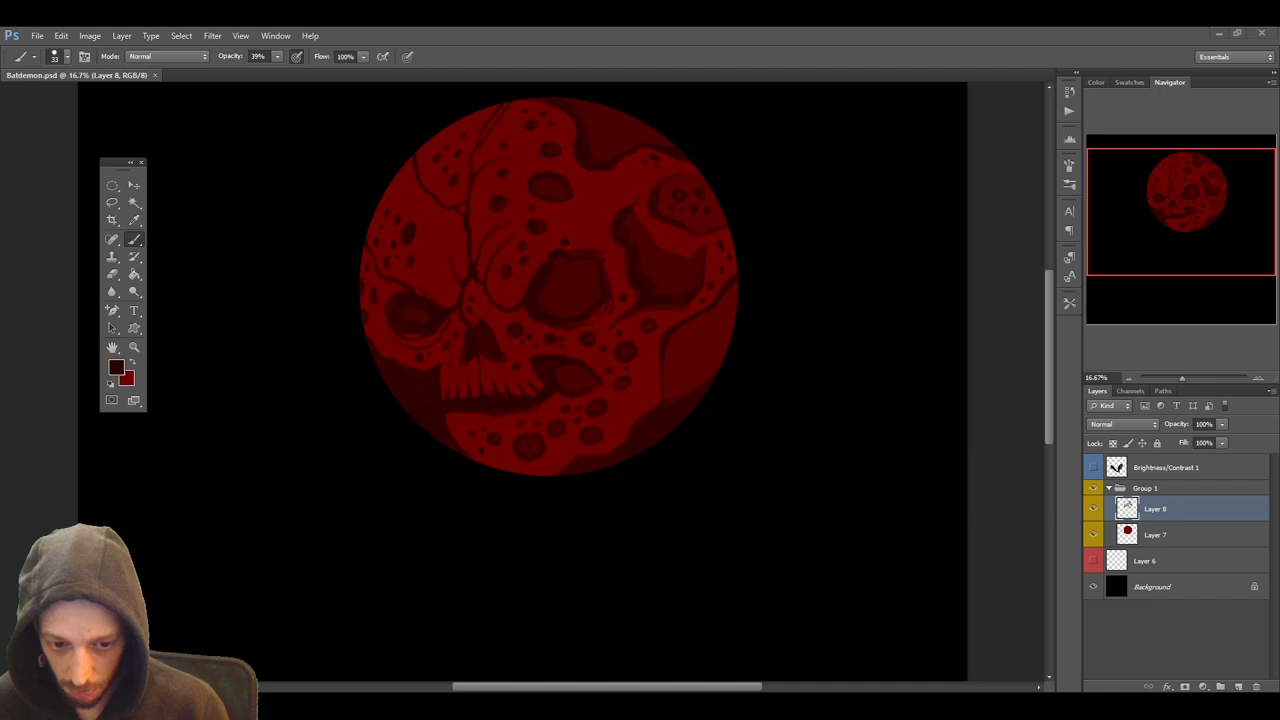 Ps File Edit Image Layer Type Select Filter View Window Help
33 Mode: Normal Opacity: 39% Flow: 100% Essentials
Batdemon.psd @ 16.7% (Layer 8, RGB/8) ×
Color Swatches Navigator
16.67%
Layers Channels Paths
Kind
Normal Opacity: 100%
Lock: Fill: 100%
Brightness/Contrast 1
Group 1
Layer 8
Layer 7
Layer 6
Background